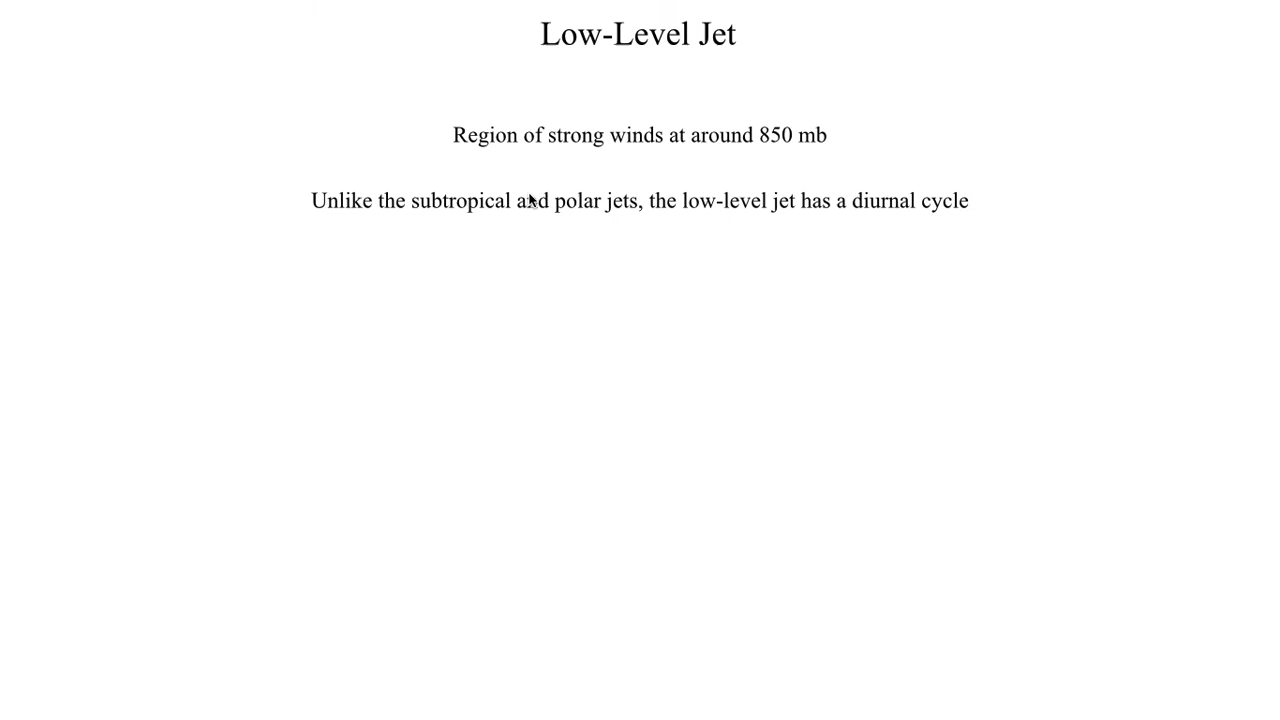 Low-Level Jet
Region of strong winds at around 850 mb
Unlike the subtropical and polar jets, the low-level jet has a diurnal cycle